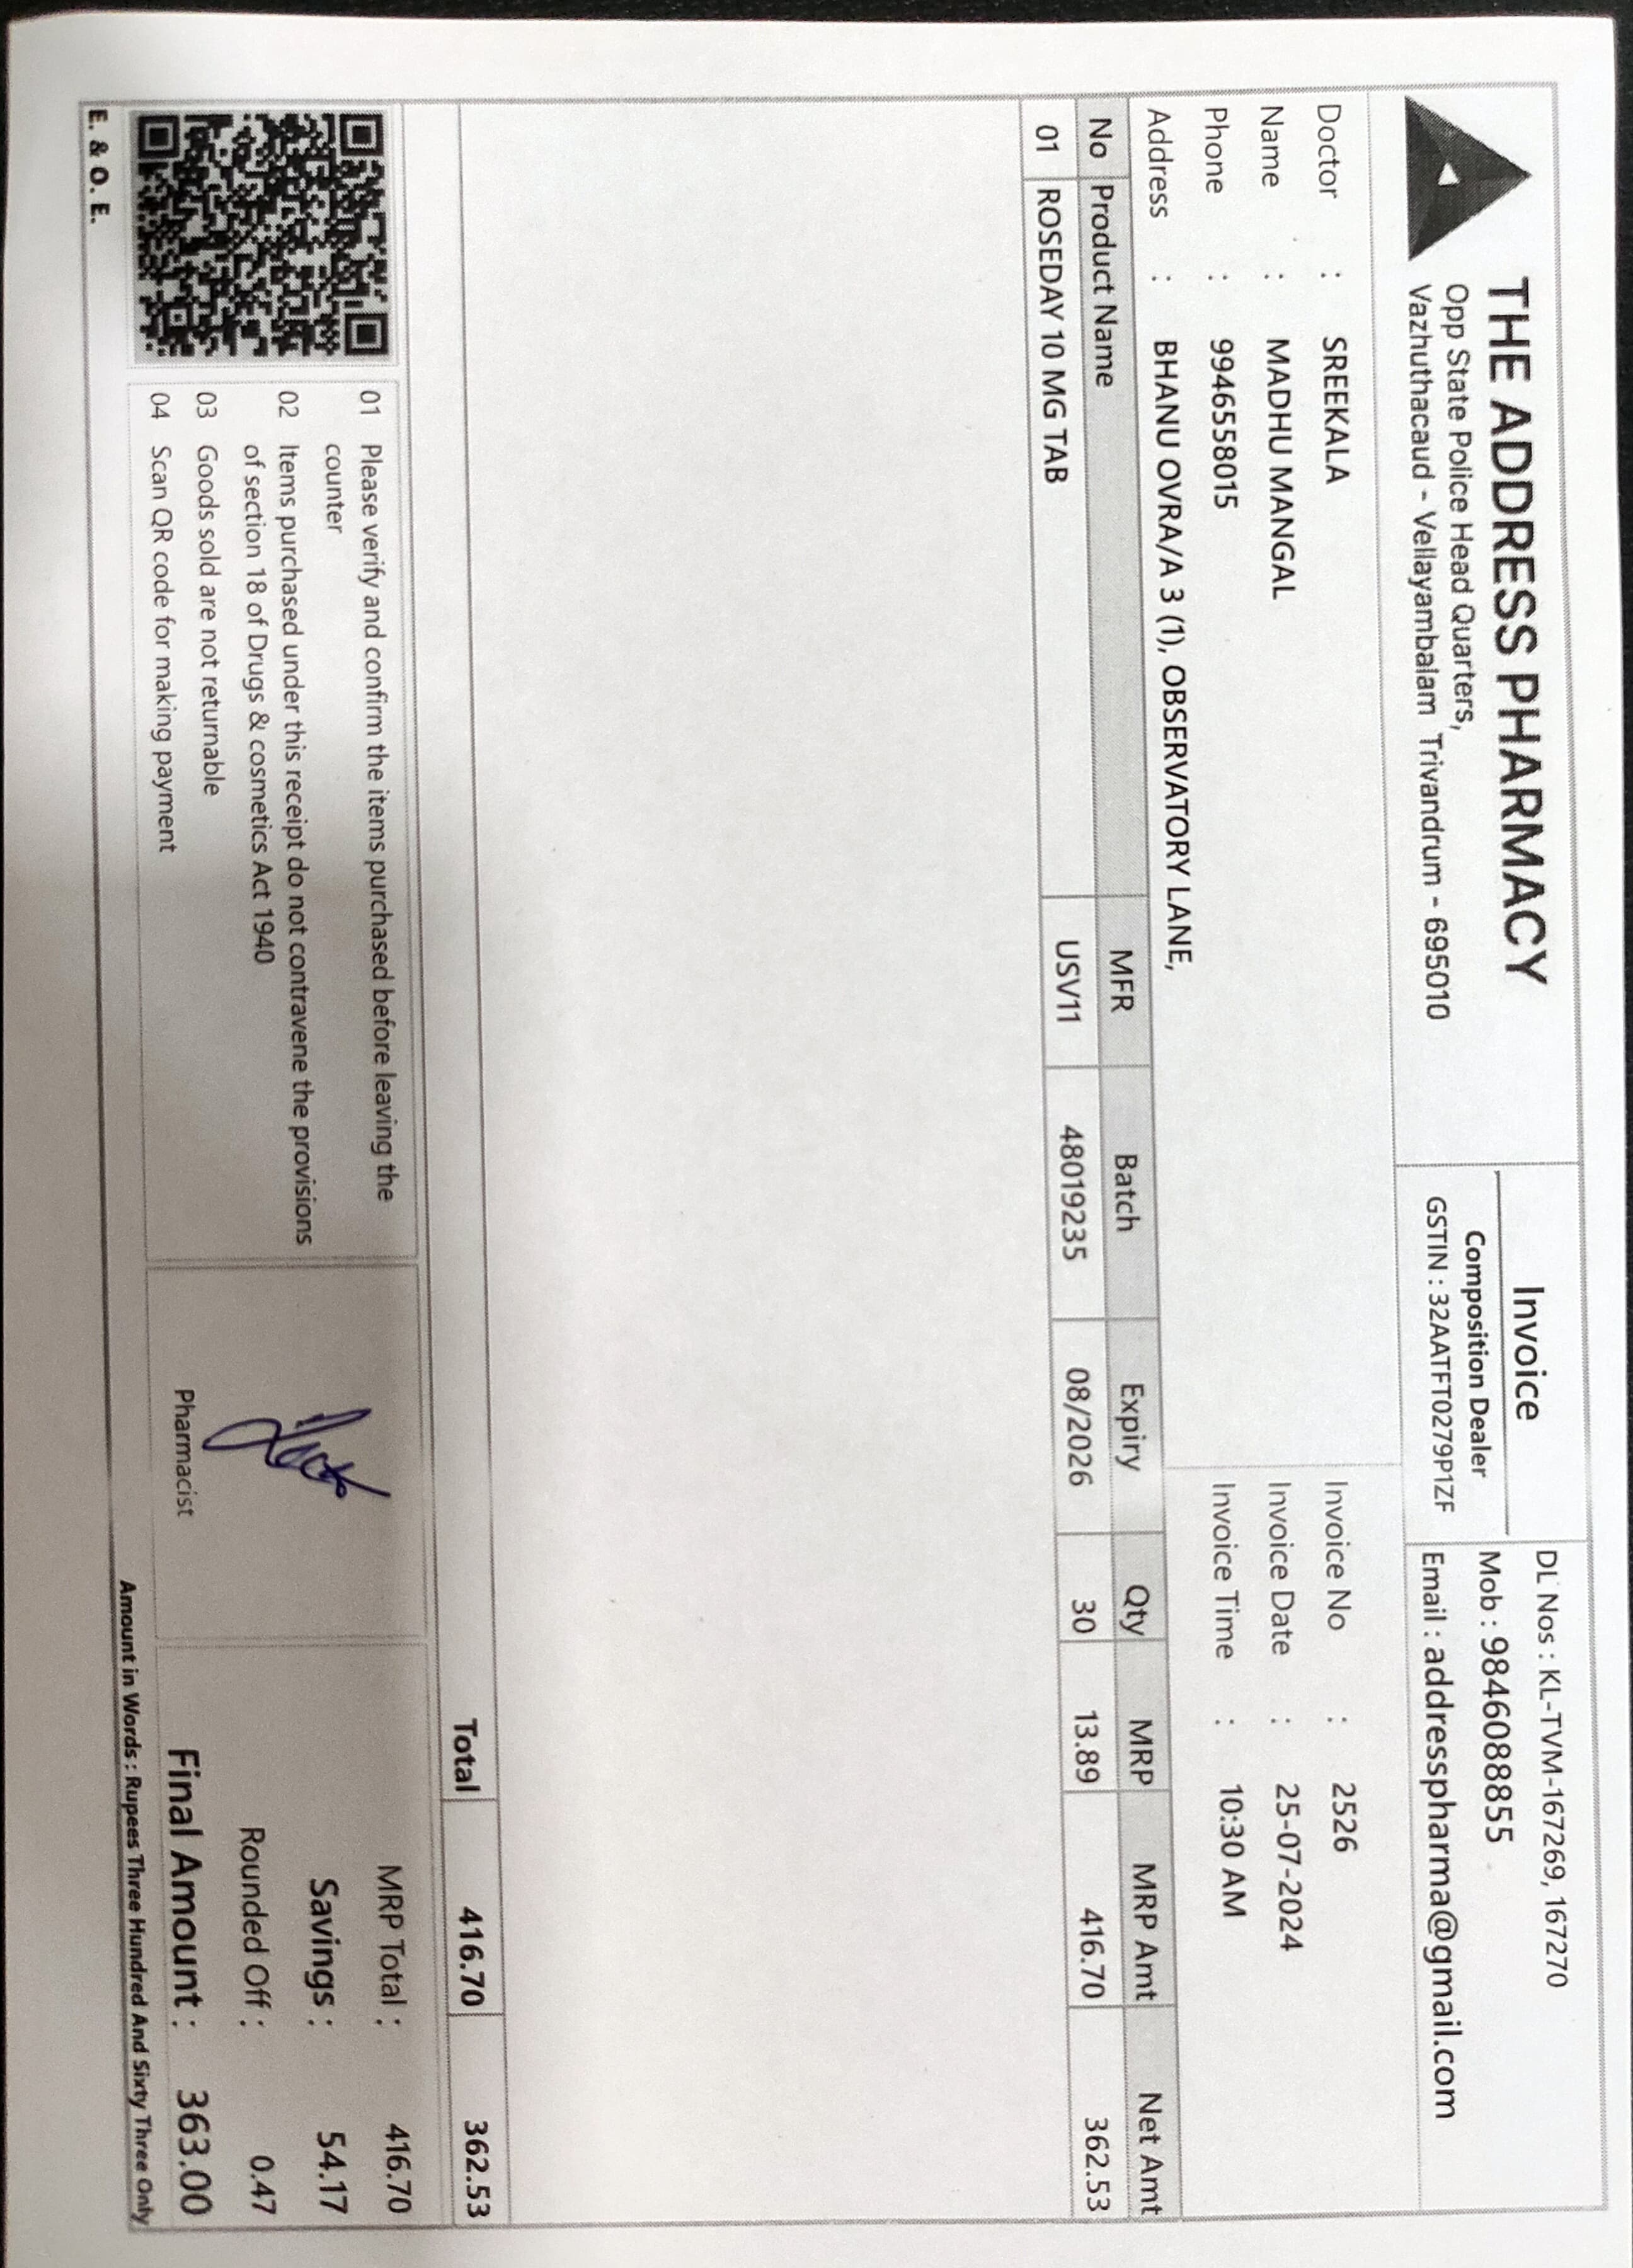 THE ADDRESS PHARMACY
Opp State Police Head Quarters,
Vazhuthacaud - Vellayambalam Trivandrum - 695010
Invoice
Composition Dealer
GSTIN : 32AATFT0279P1ZF
DL Nos : KL-TVM-167269, 167270
Mob : 9846088855
Email : addresspharma@gmail.com
Doctor : SREEKALA
Name : MADHU MANGAL
Phone : 9946558015
Address : BHANU OVRA/A 3 (1), OBSERVATORY LANE,
Invoice No : 2526
Invoice Date : 25-07-2024
Invoice Time : 10:30 AM
No Product Name MFR Batch Expiry Qty MRP MRP Amt Net Amt
01 ROSEDAY 10 MG TAB USV11 48019235 08/2026 30 13.89 416.70 362.53
Total 416.70 362.53
01 Please verify and confirm the items purchased before leaving the
counter
02 Items purchased under this receipt do not contravene the provisions
of section 18 of Drugs & cosmetics Act 1940
03 Goods sold are not returnable
04 Scan QR code for making payment
Pharmacist
MRP Total : 416.70
Savings : 54.17
Rounded Off : 0.47
Final Amount : 363.00
Amount in Words : Rupees Three Hundred And Sixty Three Only
E. & O. E.